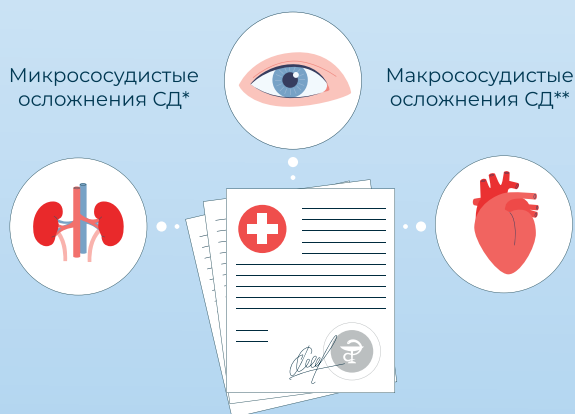 Микрососудистые
осложнения СД*
Макрососудистые
осложнения СД**